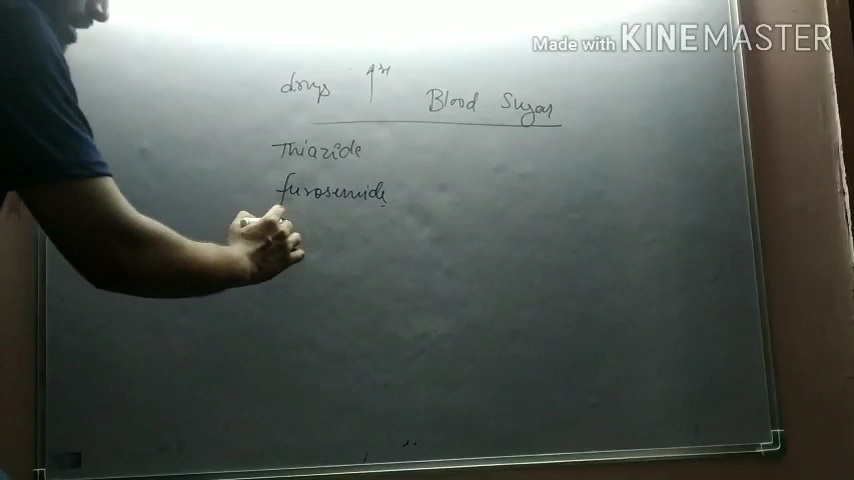 Made with KINEMASTER
drugs ↑
Blood Sugar
Thiazide
furosemide